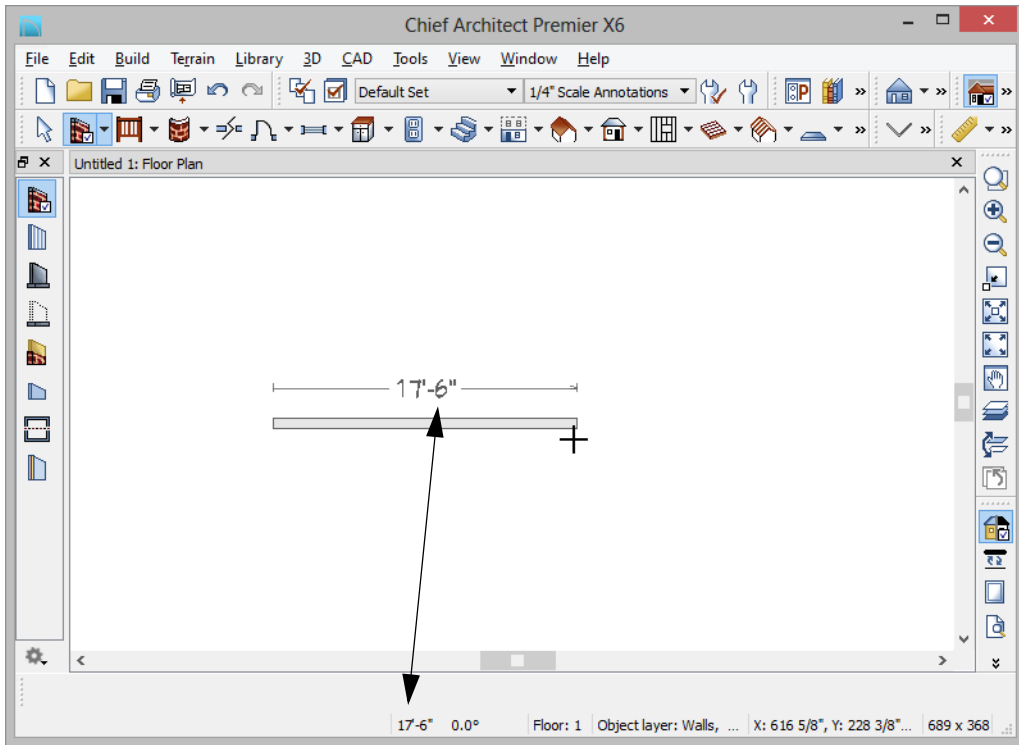 Chief Architect Premier X6
File Edit Build Terrain Library 3D CAD Tools View Window Help
Default Set 1/4" Scale Annotations
Untitled 1: Floor Plan
17'-6"
17'-6" 0.0° Floor: 1 Object layer: Walls, ... X: 616 5/8", Y: 228 3/8"... 689 x 368